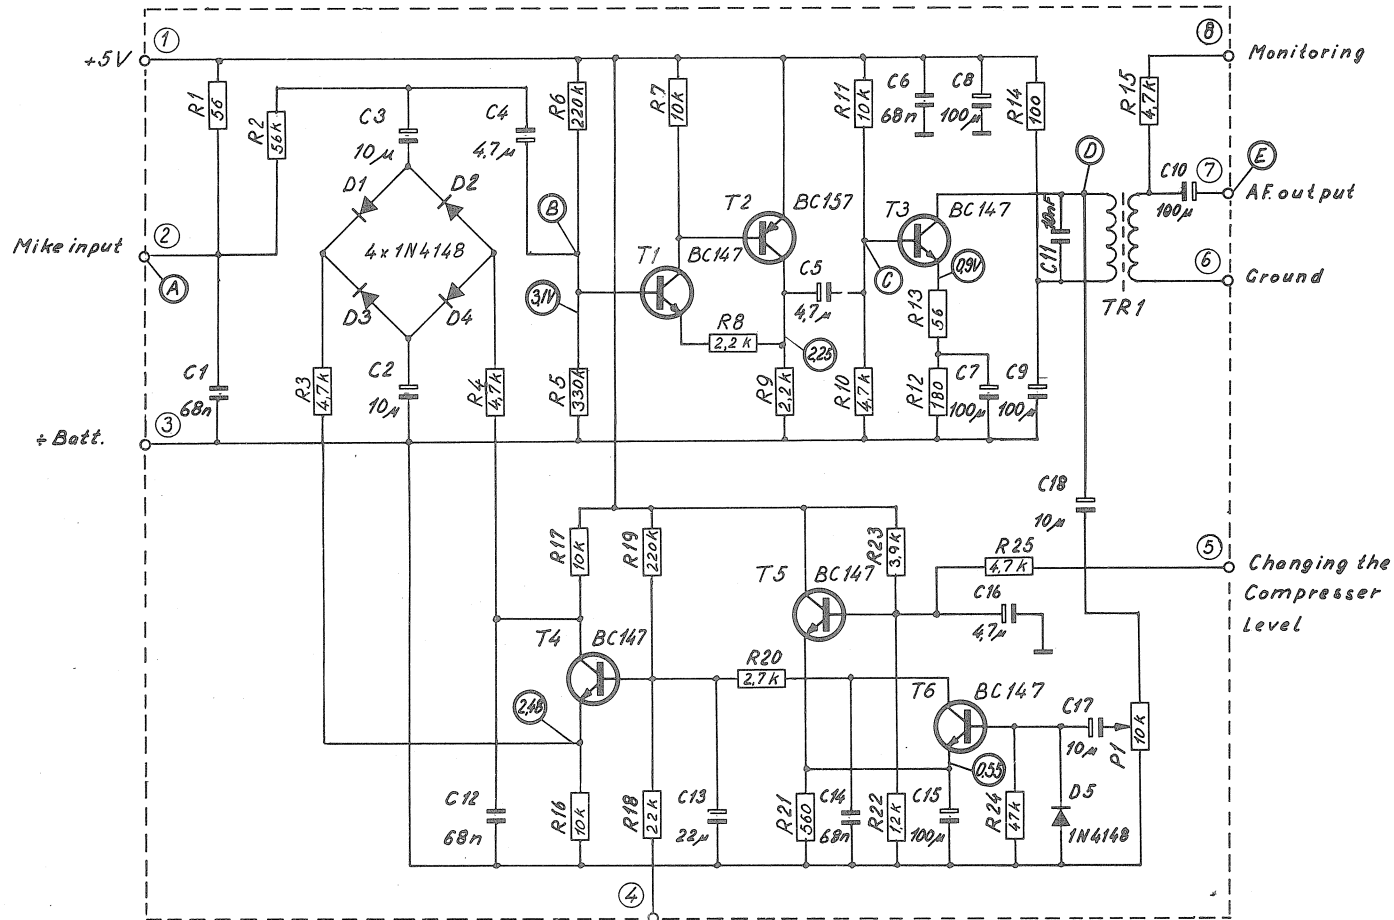 1
+5V
R1
56
R2
56k
C3
10µ
C4
4,7µ
R6
220k
R7
10k
R11
10k
C6
68n
C8
100µ
R14
100
R15
4,7k
8
Monitoring
D1
D2
4x1N4148
D3
D4
B
T1
BC147
T2
BC157
C5
4,7µ
T3
BC147
C
0,9V
D
C11
10nF
TR1
C10
100µ
7
E
AF. output
6
Ground
2
Mike input
A
3,1V
R8
2,2k
2,25
R13
56
C1
68n
R3
4,7k
C2
10µ
R4
4,7k
R5
330k
R9
2,2k
R10
4,7k
R12
180
C7
100µ
C9
100µ
3
÷Batt.
C18
10µ
R17
10k
R19
220k
R23
3,9k
R25
4,7k
5
Changing the
Compresser
Level
T5
BC147
C16
4,7µ
T4
BC147
R20
2,7k
T6
BC147
C17
10µ
P1
10k
2,48
0,55
C12
68n
R16
10k
R18
22k
C13
22µ
R21
560
C14
68n
R22
1,2k
C15
100µ
R24
47k
D5
1N4148
4